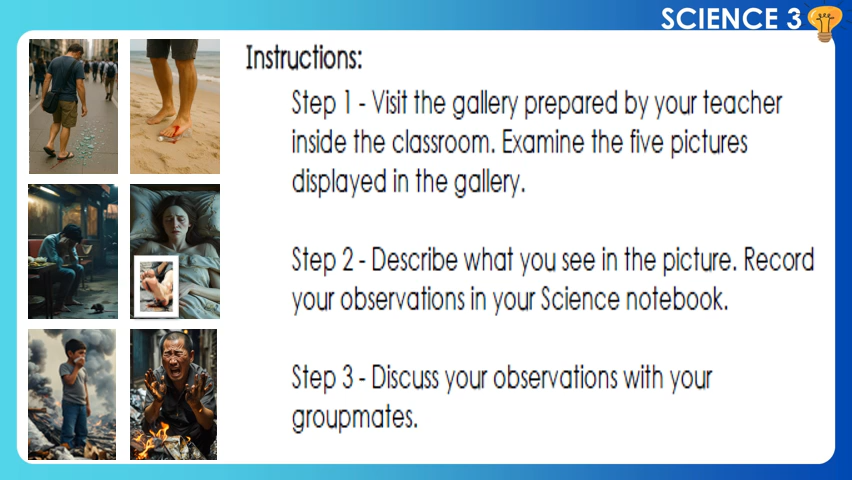 SCIENCE 3
Instructions:
Step 1 - Visit the gallery prepared by your teacher
inside the classroom. Examine the five pictures
displayed in the gallery.
Step 2 - Describe what you see in the picture. Record
your observations in your Science notebook.
Step 3 - Discuss your observations with your
groupmates.